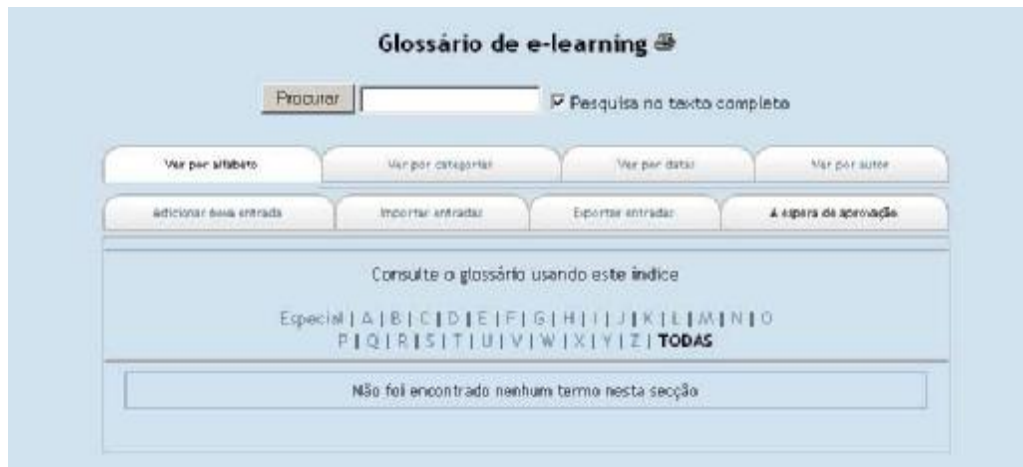 Glossário de e-learning
Procurar Pesquisa no texto completo
Ver por alfabeto Ver por categorias Ver por datas Ver por autor
Adicionar nova entrada Importar entradas Exportar entradas À espera de aprovação
Consulte o glossário usando este índice
Especial | A | B | C | D | E | F | G | H | I | J | K | L | M | N | O
P | Q | R | S | T | U | V | W | X | Y | Z | TODAS
Não foi encontrado nenhum termo nesta secção